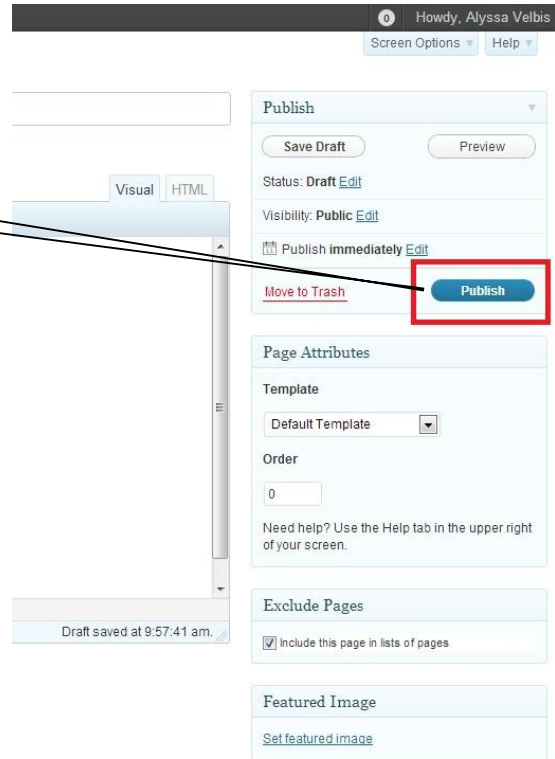 0 Howdy, Alyssa Velbis
Screen Options Help
Publish
Save Draft Preview
Status: Draft Edit
Visual HTML
Visibility: Public Edit
11 Publish immediately Edit
Move to Trash Publish
Page Attributes
Template
Default Template
Order
0
Need help? Use the Help tab in the upper right
of your screen.
Exclude Pages
Draft saved at 9:57:41 am.
Include this page in lists of pages
Featured Image
Set featured image